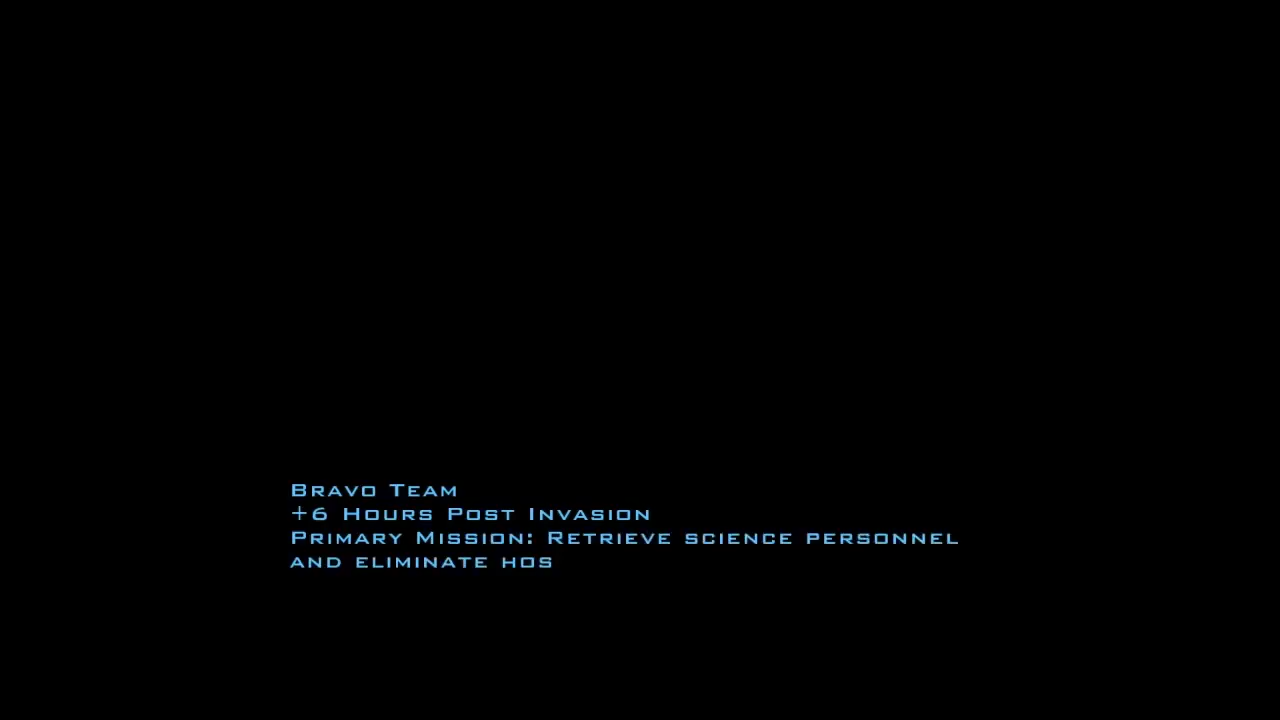 Bravo Team
+6 Hours Post Invasion
Primary Mission: Retrieve science personnel
and eliminate hos